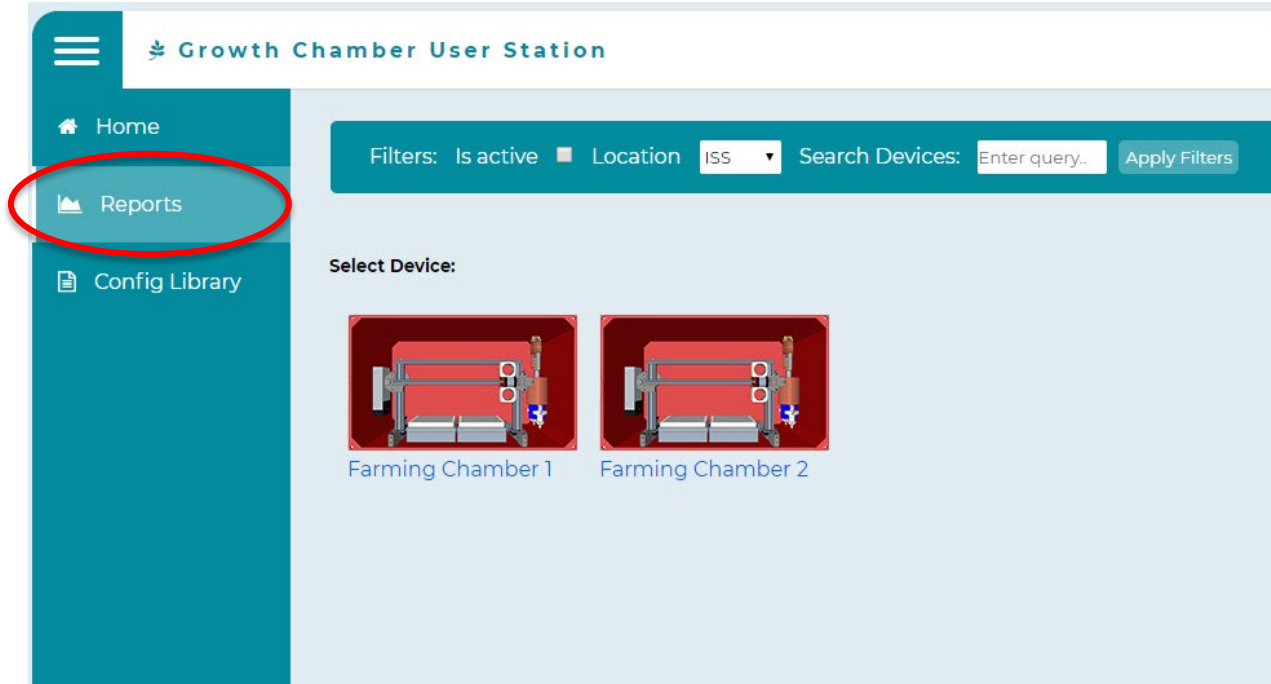 Growth Chamber User Station
Home
Reports
Config Library
Filters: Is active Location ISS Search Devices: Enter query.. Apply Filters
Select Device:
Farming Chamber 1 Farming Chamber 2